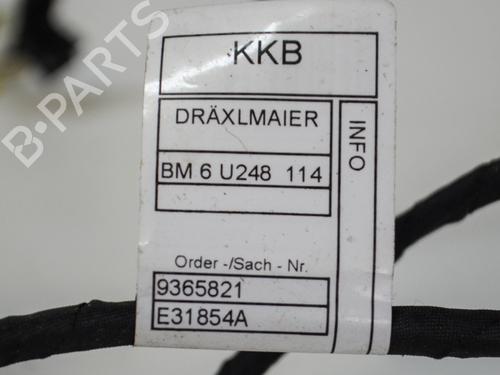 B-PARTS
KKB
DRÄXLMAIER
INFO
BM 6 U248 114
Order -/Sach - Nr.
9365821
E31854A